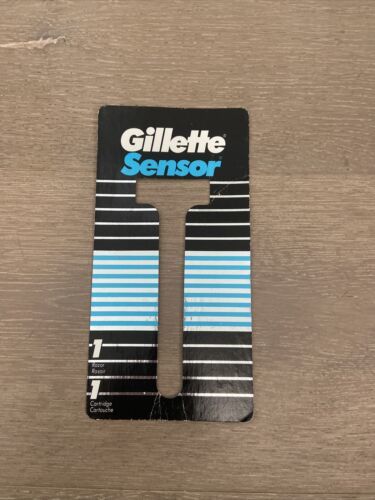 Gillette®
Sensor
1
Razor
Rasoir
1
Cartridge
Cartouche